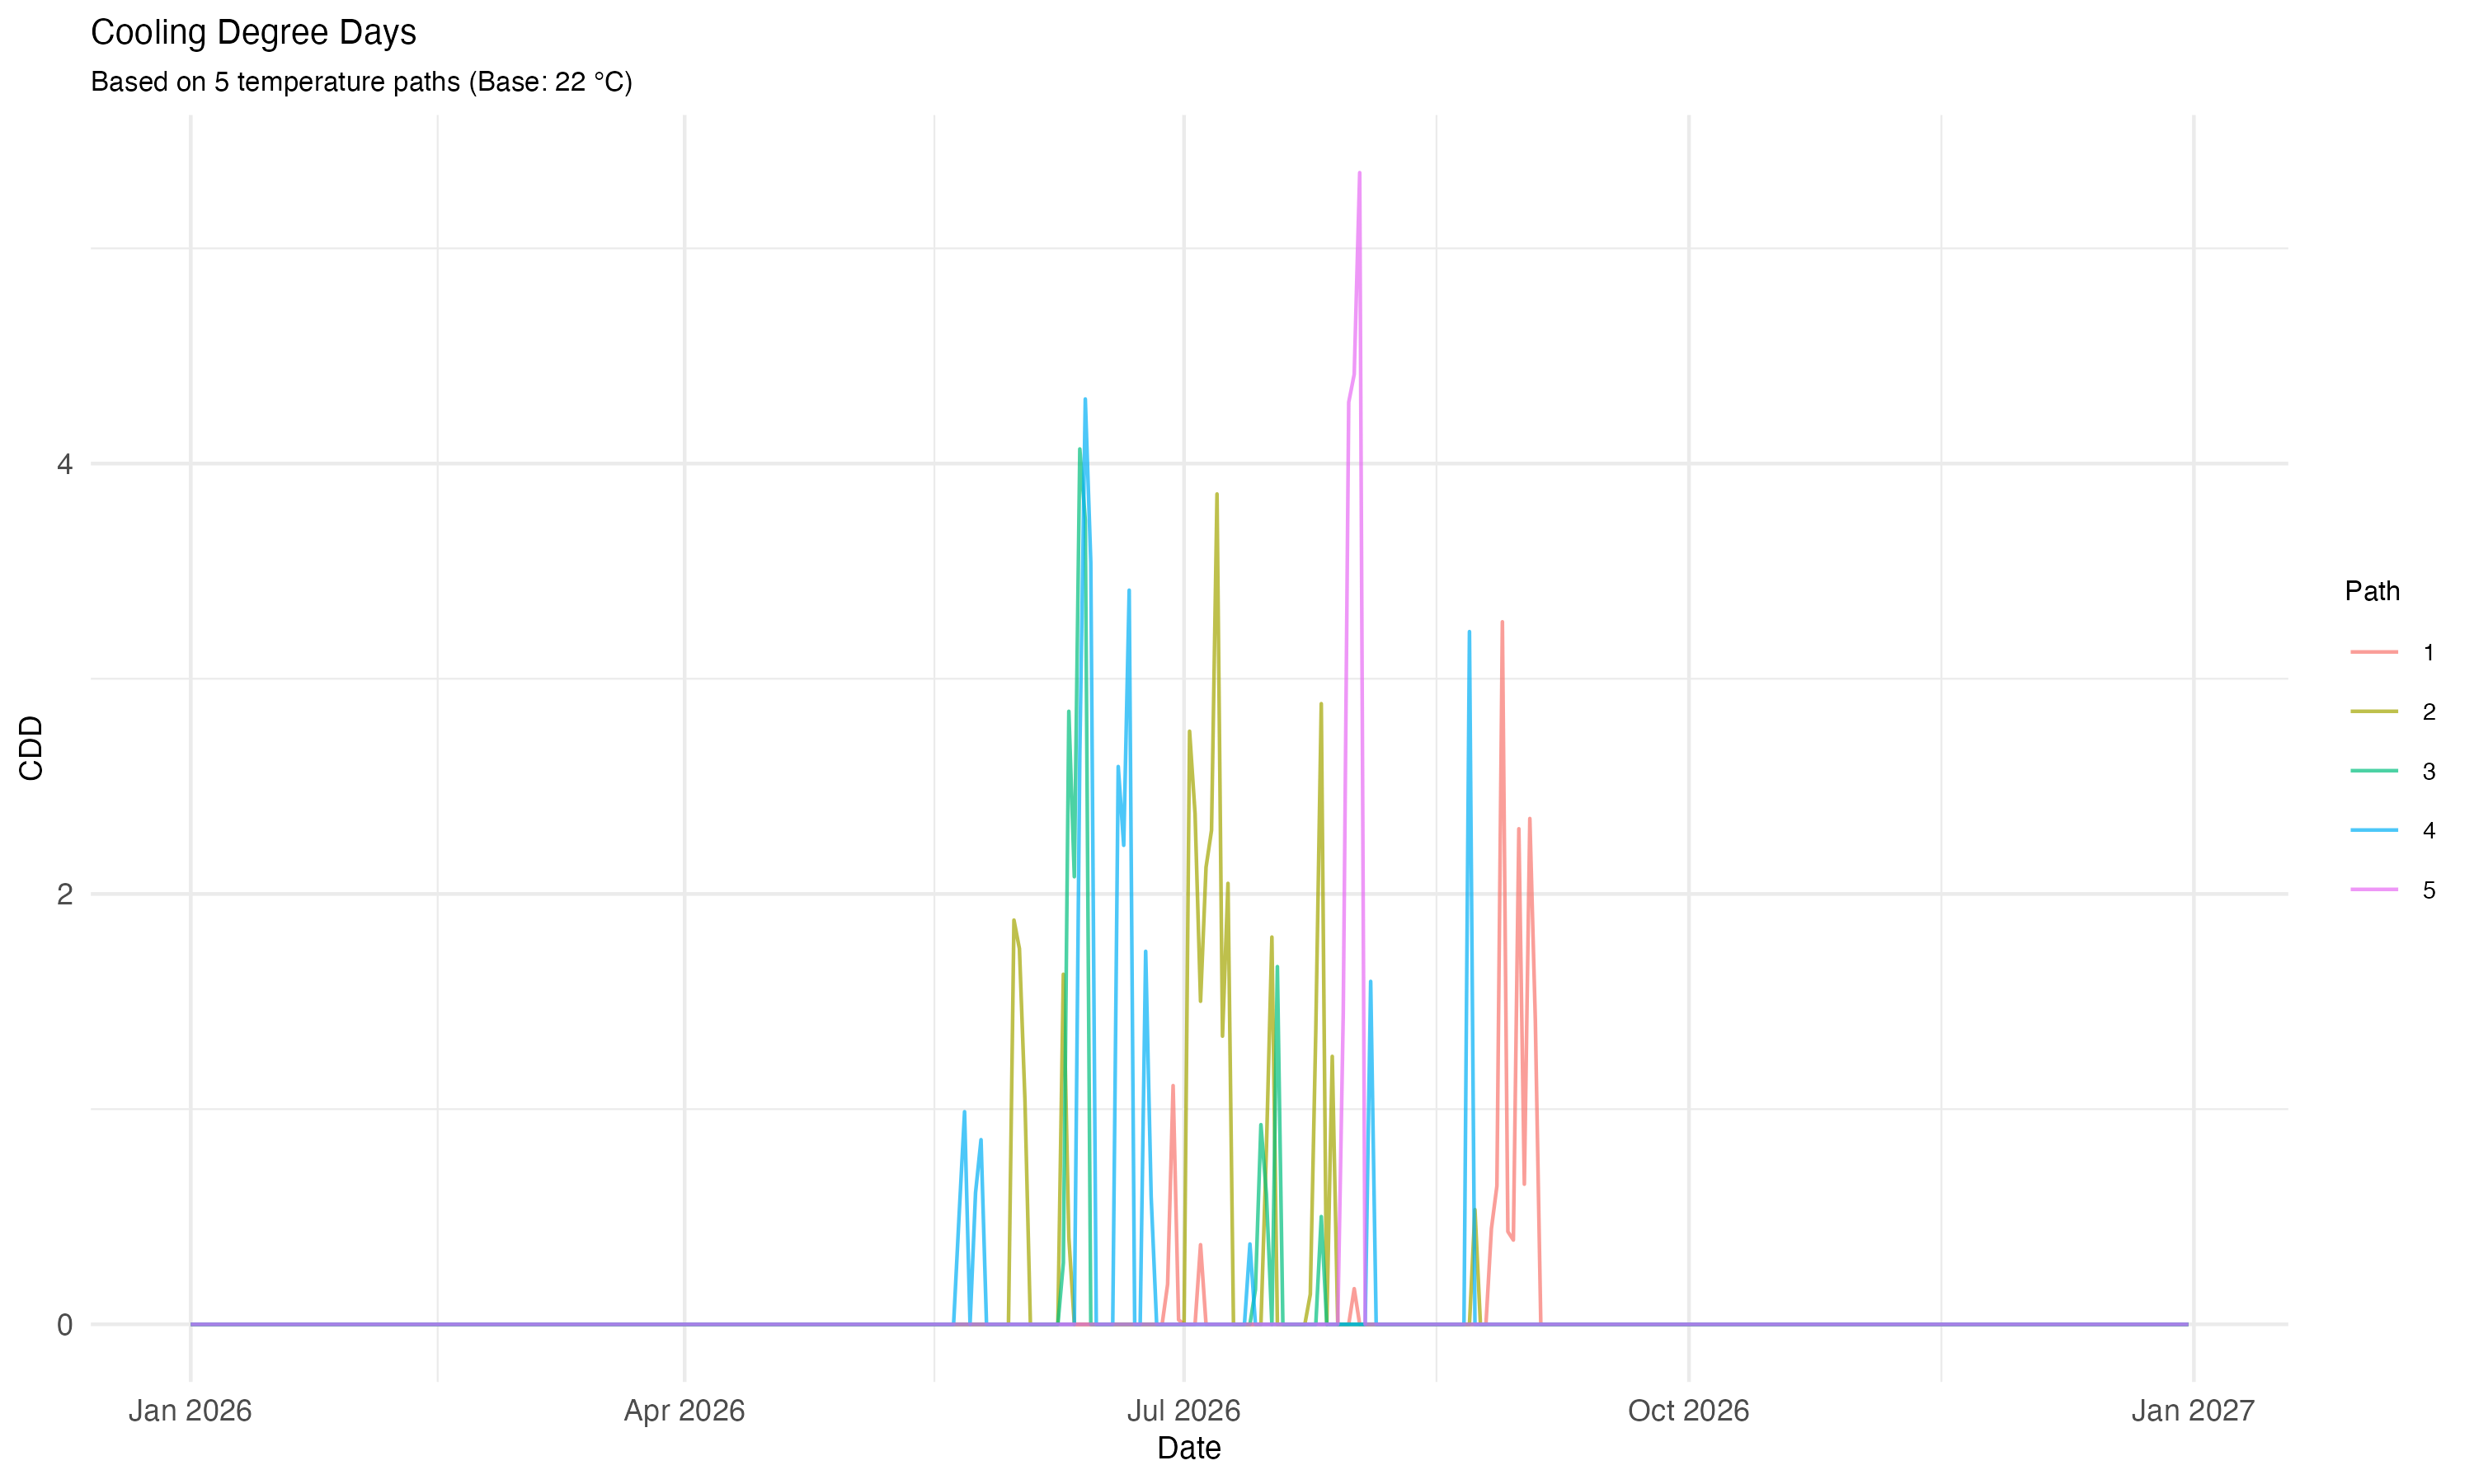 Cooling Degree Days
Based on 5 temperature paths (Base: 22 °C)
CDD
4
2
0
Jan 2026
Apr 2026
Jul 2026
Oct 2026
Jan 2027
Date
Path
1
2
3
4
5